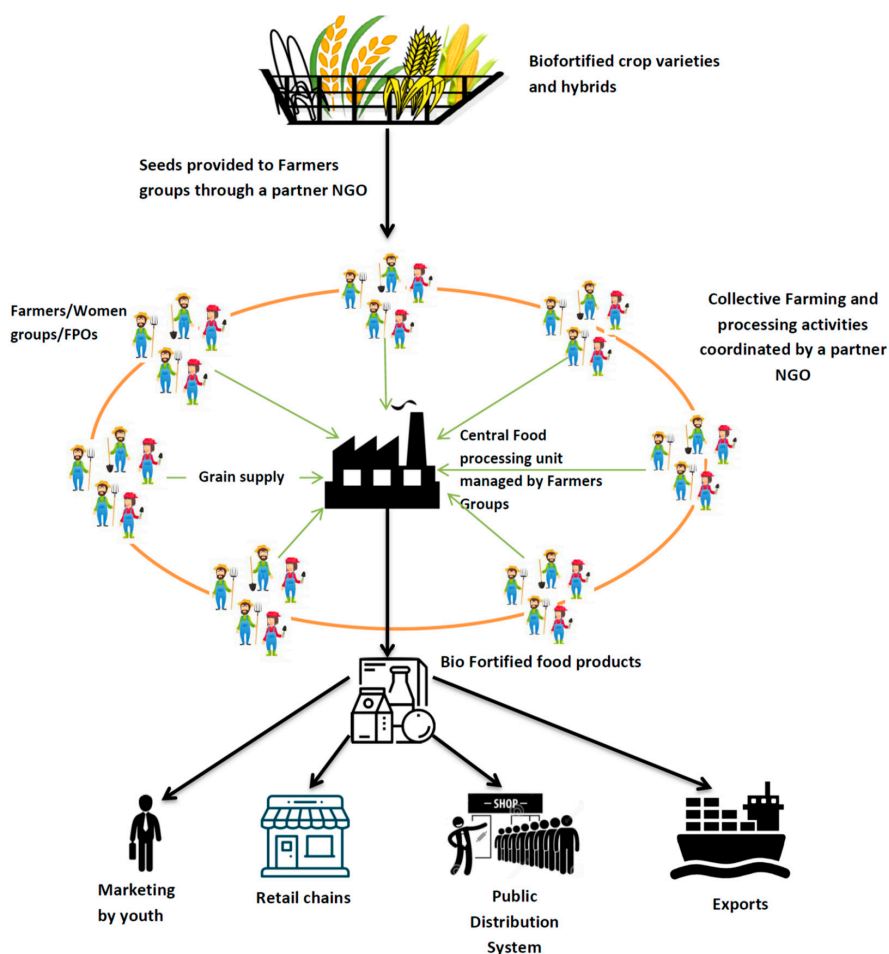 Biofortified crop varieties
and hybrids
Seeds provided to Farmers
groups through a partner NGO
Farmers/Women
groups/FPOs
Collective Farming and
processing activities
coordinated by a partner
NGO
Grain supply
Central Food
processing unit
managed by Farmers
Groups
Bio Fortified food products
— SHOP —
Marketing
by youth
Retail chains
Public
Distribution
System
Exports